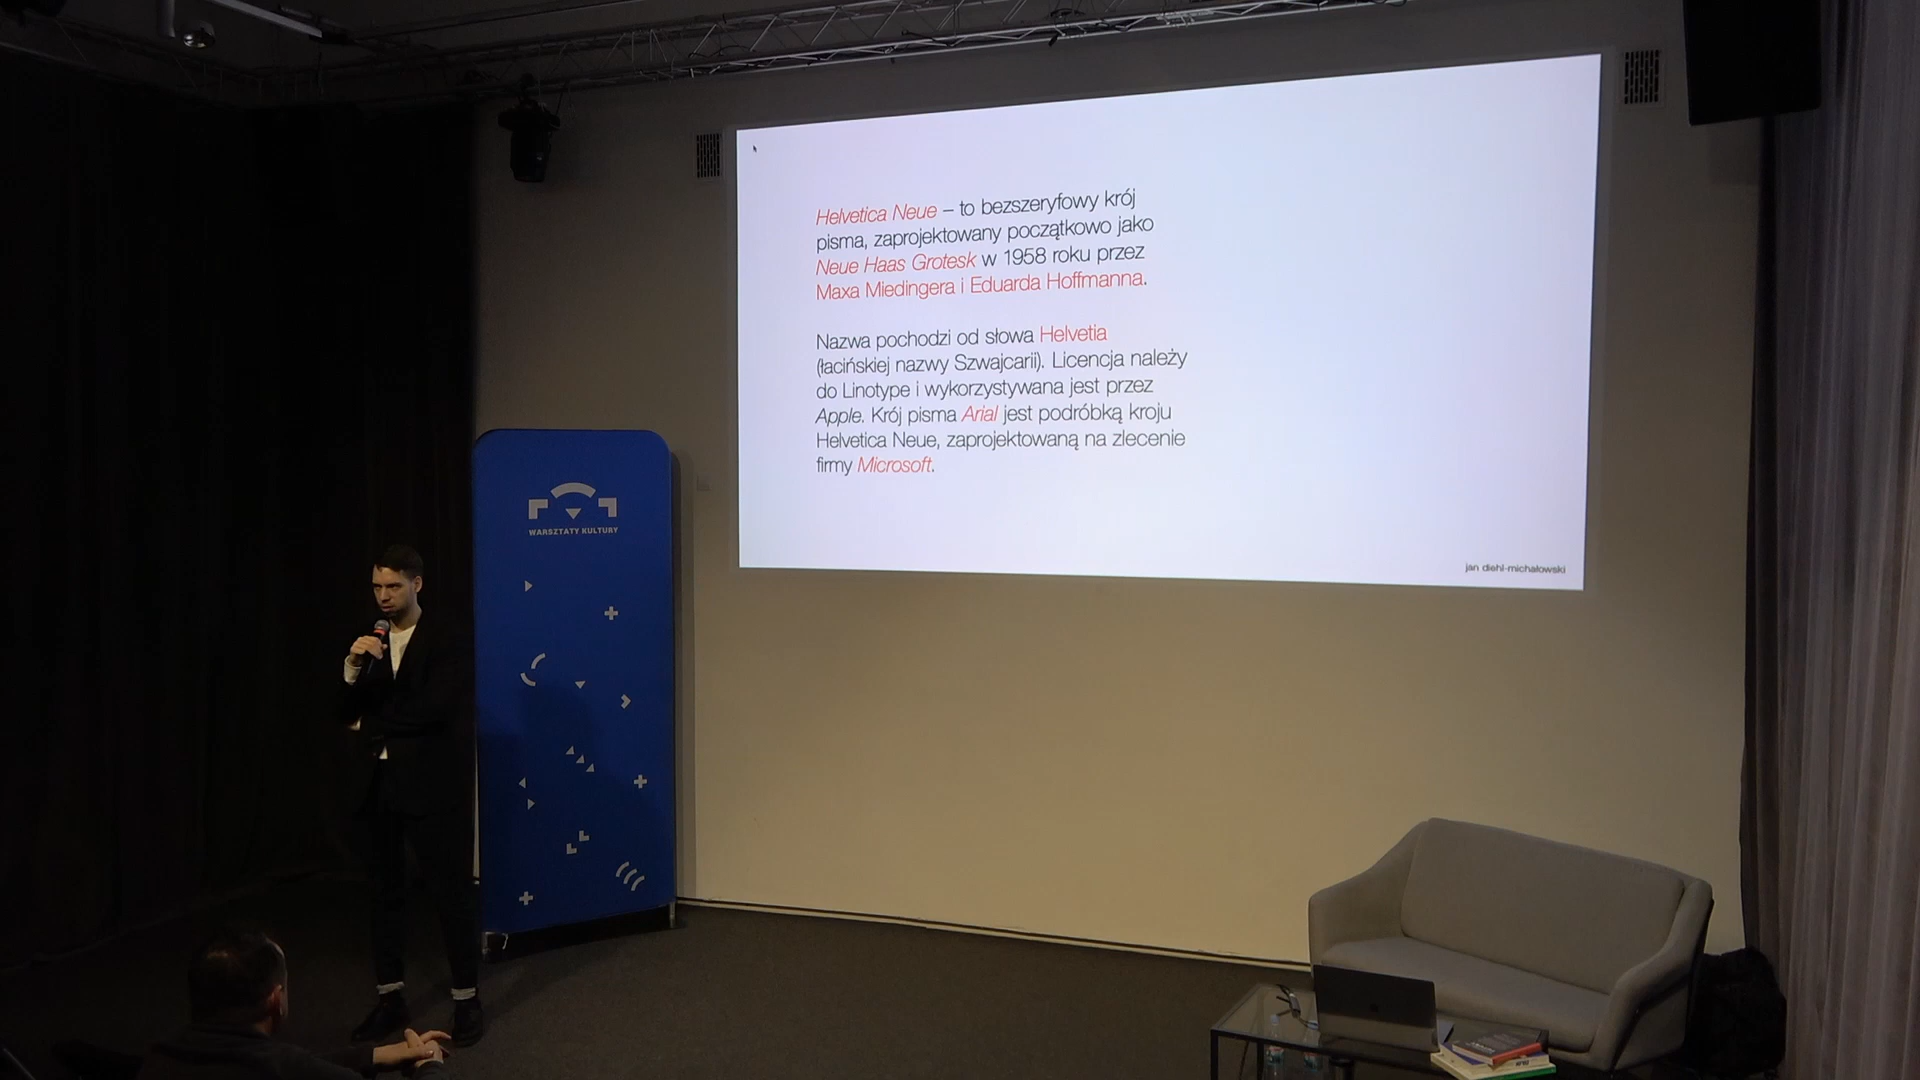 Helvetica Neue – to bezszeryfowy krój
pisma, zaprojektowany początkowo jako
Neue Haas Grotesk w 1958 roku przez
Maxa Miedingera i Eduarda Hoffmanna.
Nazwa pochodzi od słowa Helvetia
(łacińskiej nazwy Szwajcarii). Licencja należy
do Linotype i wykorzystywana jest przez
Apple. Krój pisma Arial jest podróbką kroju
Helvetica Neue, zaprojektowaną na zlecenie
firmy Microsoft.
jan diehl-michałowski
WARSZTATY KULTURY